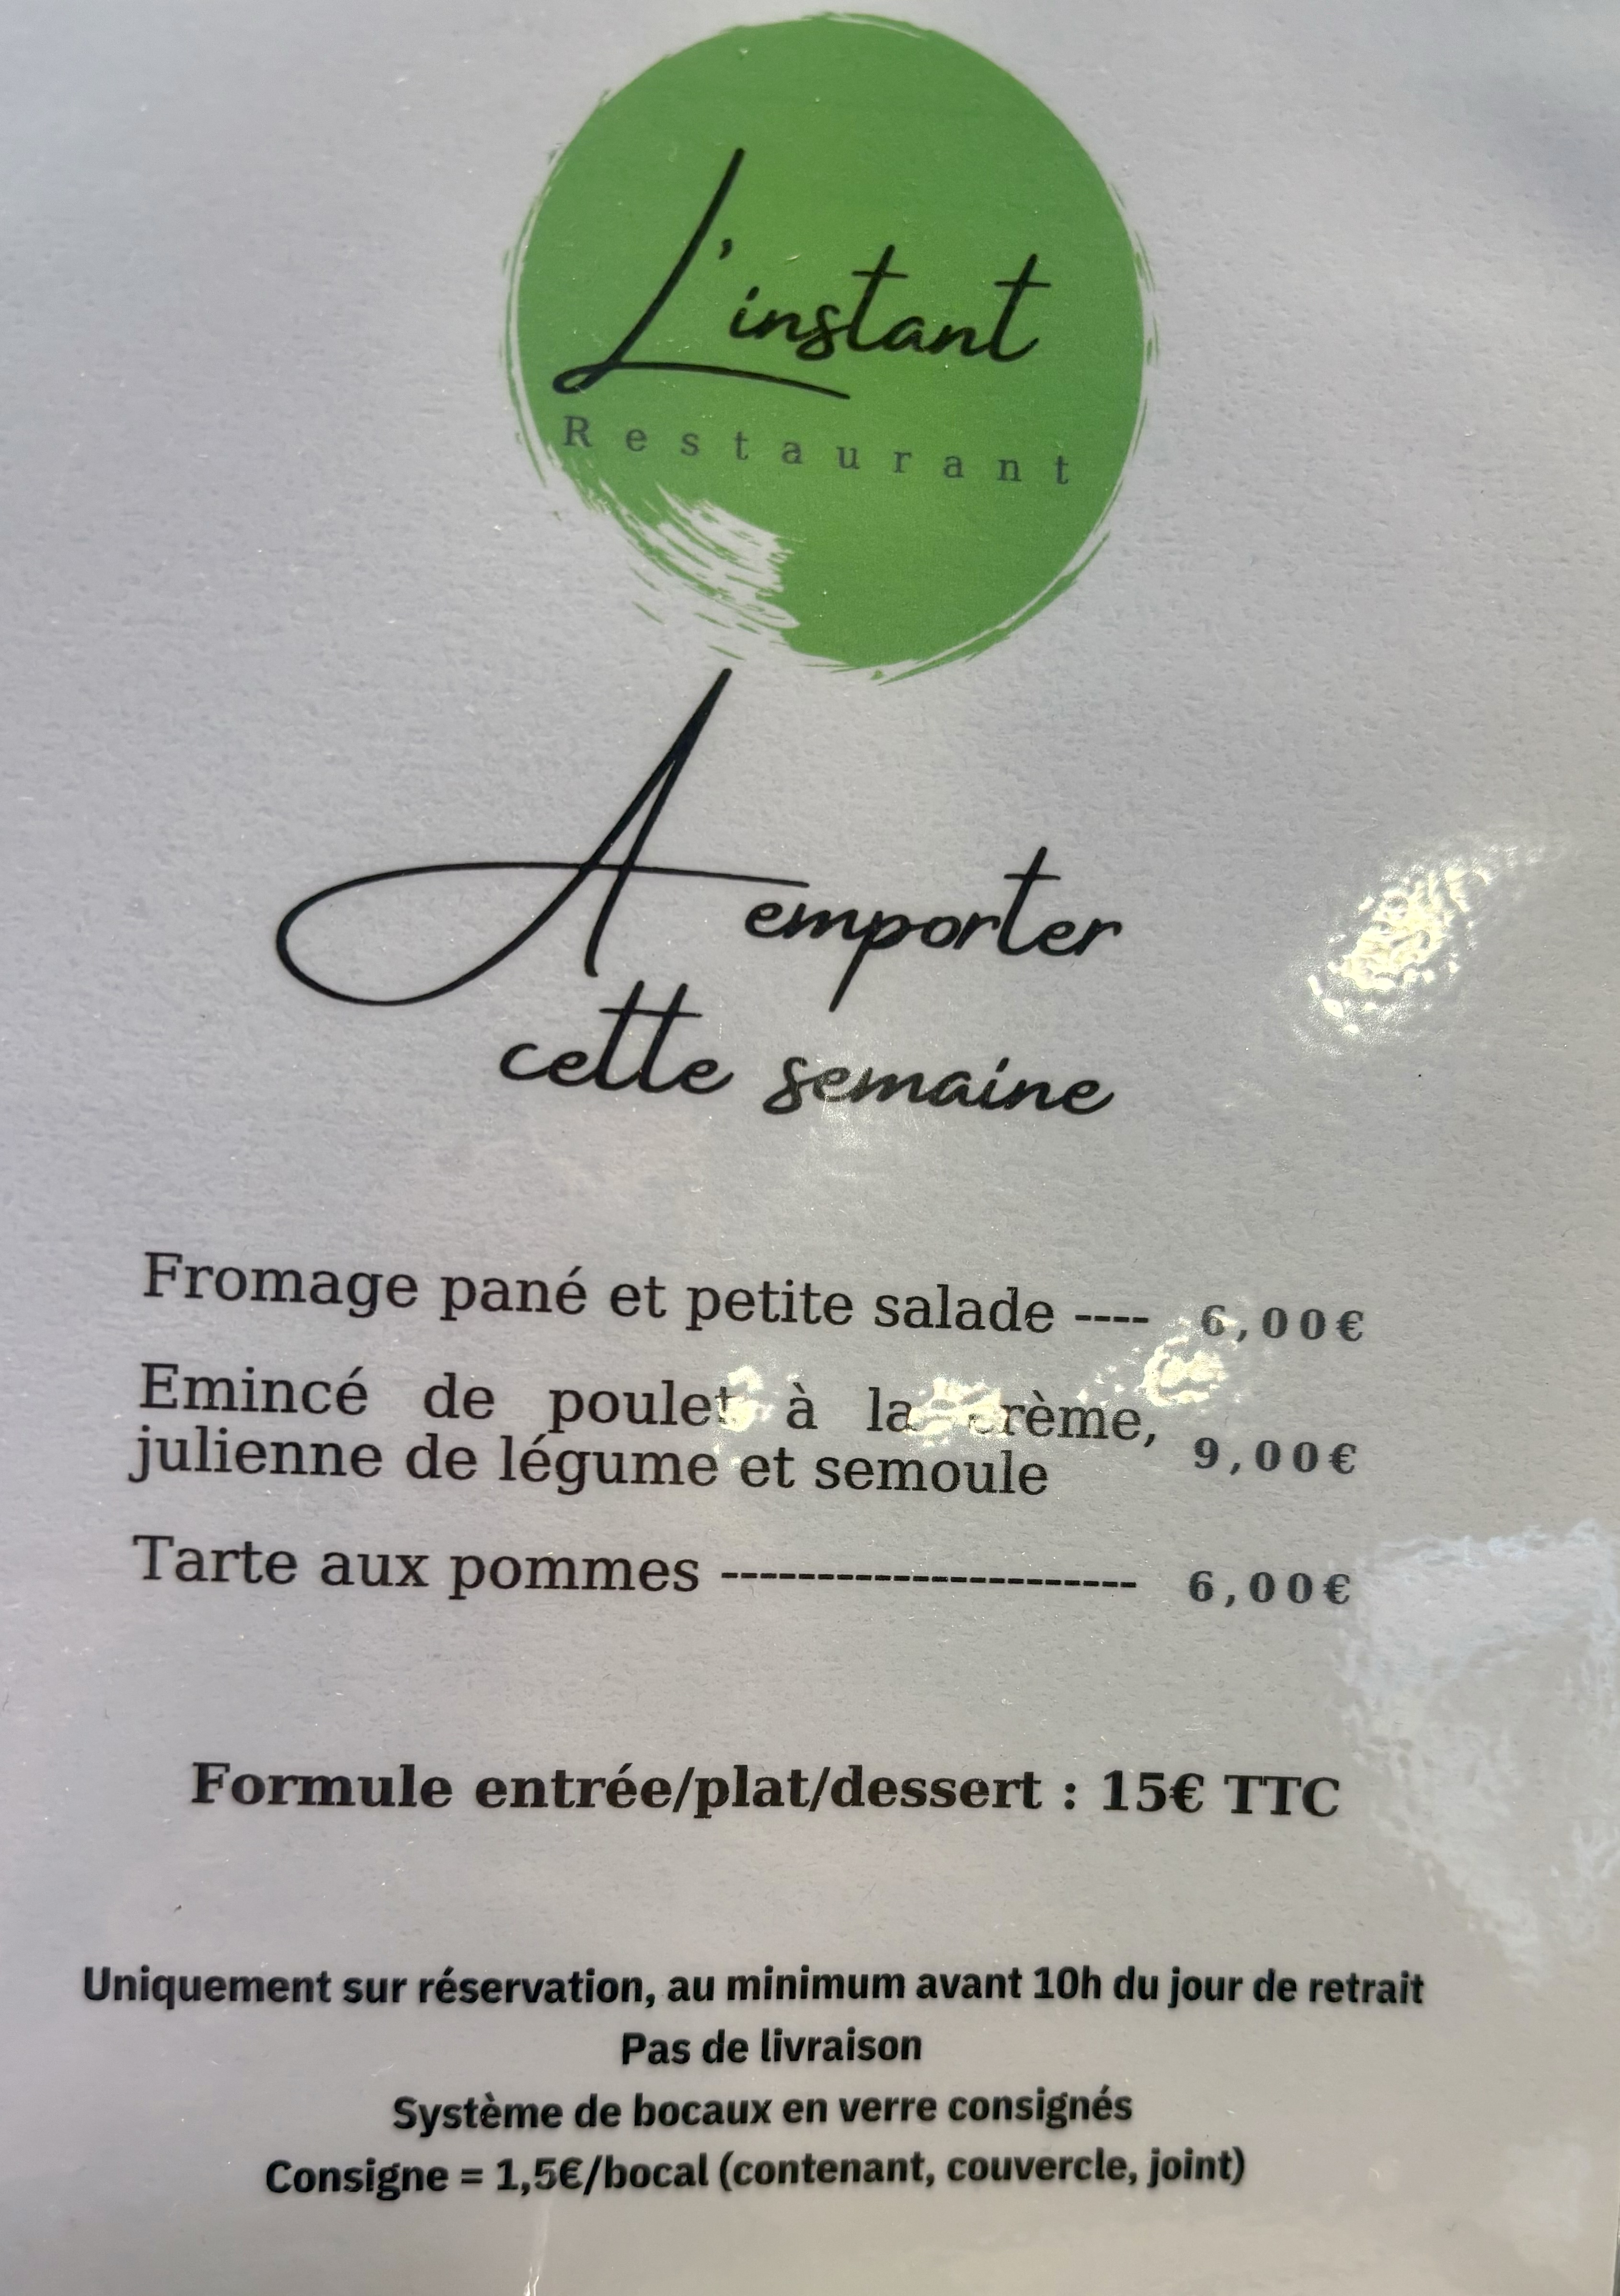 L'instant
Restaurant
A emporter
cette semaine
Fromage pané et petite salade ---- 6,00€
Emincé de poulet à la crème,
julienne de légume et semoule 9,00€
Tarte aux pommes ---------------------- 6,00€
Formule entrée/plat/dessert : 15€ TTC
Uniquement sur réservation, au minimum avant 10h du jour de retrait
Pas de livraison
Système de bocaux en verre consignés
Consigne = 1,5€/bocal (contenant, couvercle, joint)